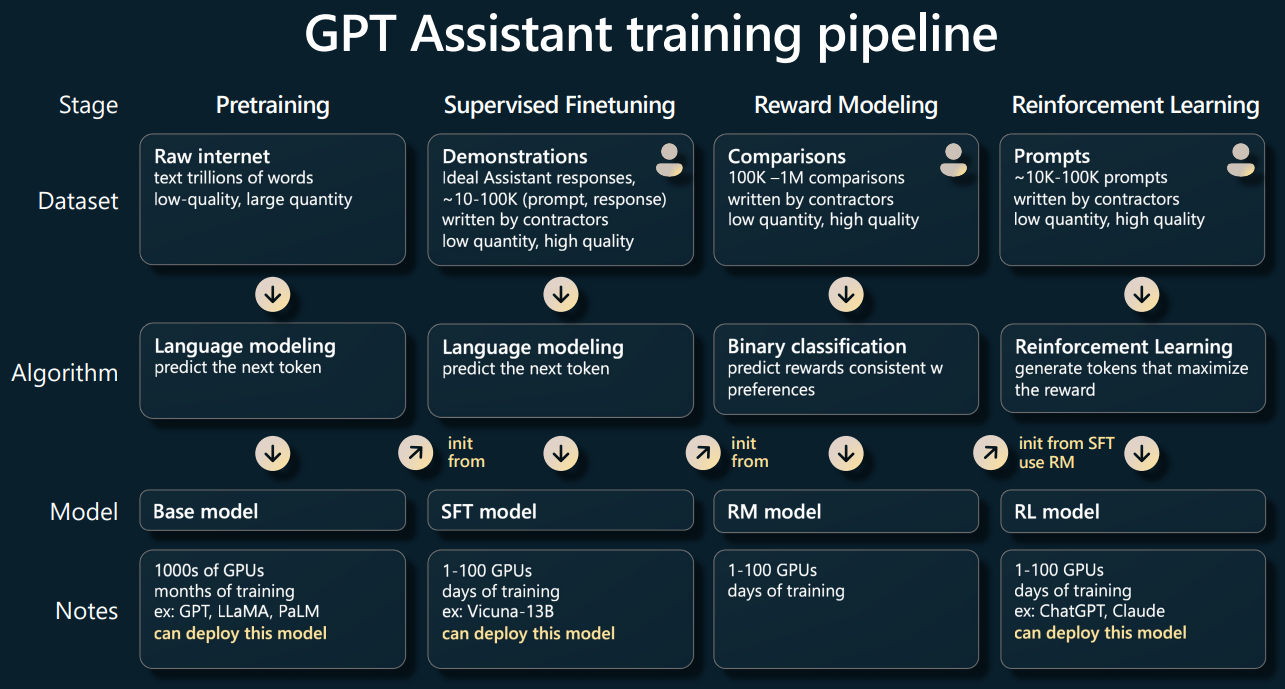 GPT Assistant training pipeline
Stage
Pretraining
Supervised Finetuning
Reward Modeling
Reinforcement Learning
Dataset
Raw internet
text trillions of words
low-quality, large quantity
Demonstrations
Ideal Assistant responses,
~10-100K (prompt, response)
written by contractors
low quantity, high quality
Comparisons
100K –1M comparisons
written by contractors
low quantity, high quality
Prompts
~10K-100K prompts
written by contractors
low quantity, high quality
Algorithm
Language modeling
predict the next token
Language modeling
predict the next token
Binary classification
predict rewards consistent w
preferences
Reinforcement Learning
generate tokens that maximize
the reward
init
from
init
from
init from SFT
use RM
Model
Base model
SFT model
RM model
RL model
Notes
1000s of GPUs
months of training
ex: GPT, LLaMA, PaLM
can deploy this model
1-100 GPUs
days of training
ex: Vicuna-13B
can deploy this model
1-100 GPUs
days of training
1-100 GPUs
days of training
ex: ChatGPT, Claude
can deploy this model